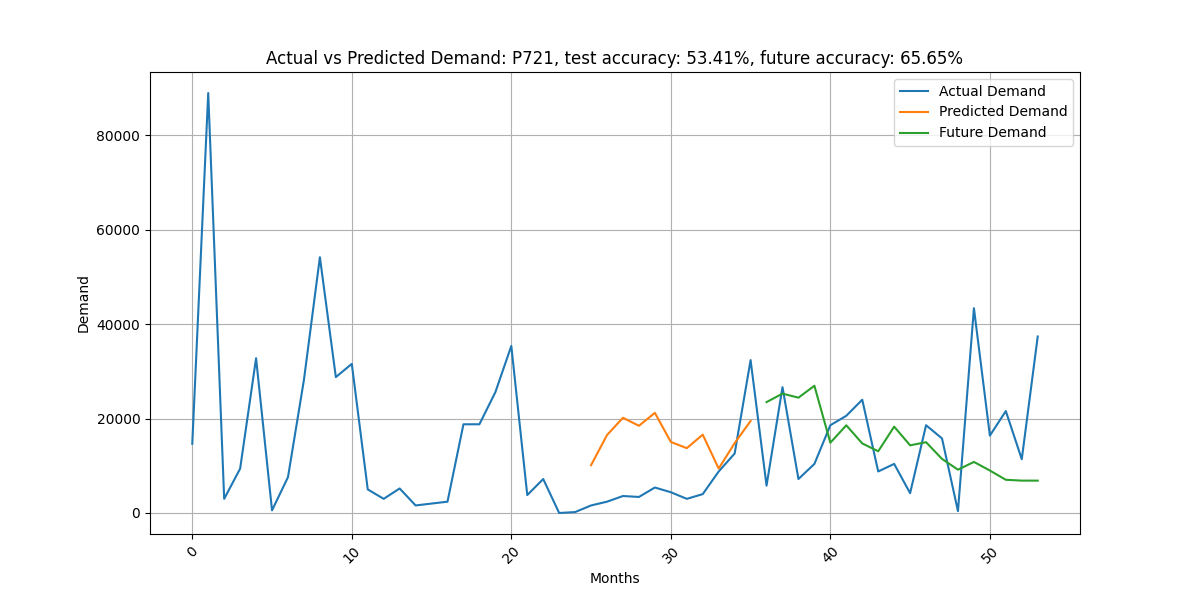 Actual vs Predicted Demand: P721, test accuracy: 53.41%, future accuracy: 65.65%
Actual Demand
Predicted Demand
Future Demand
80000
60000
40000
20000
0
Demand
0
10
20
30
40
50
Months